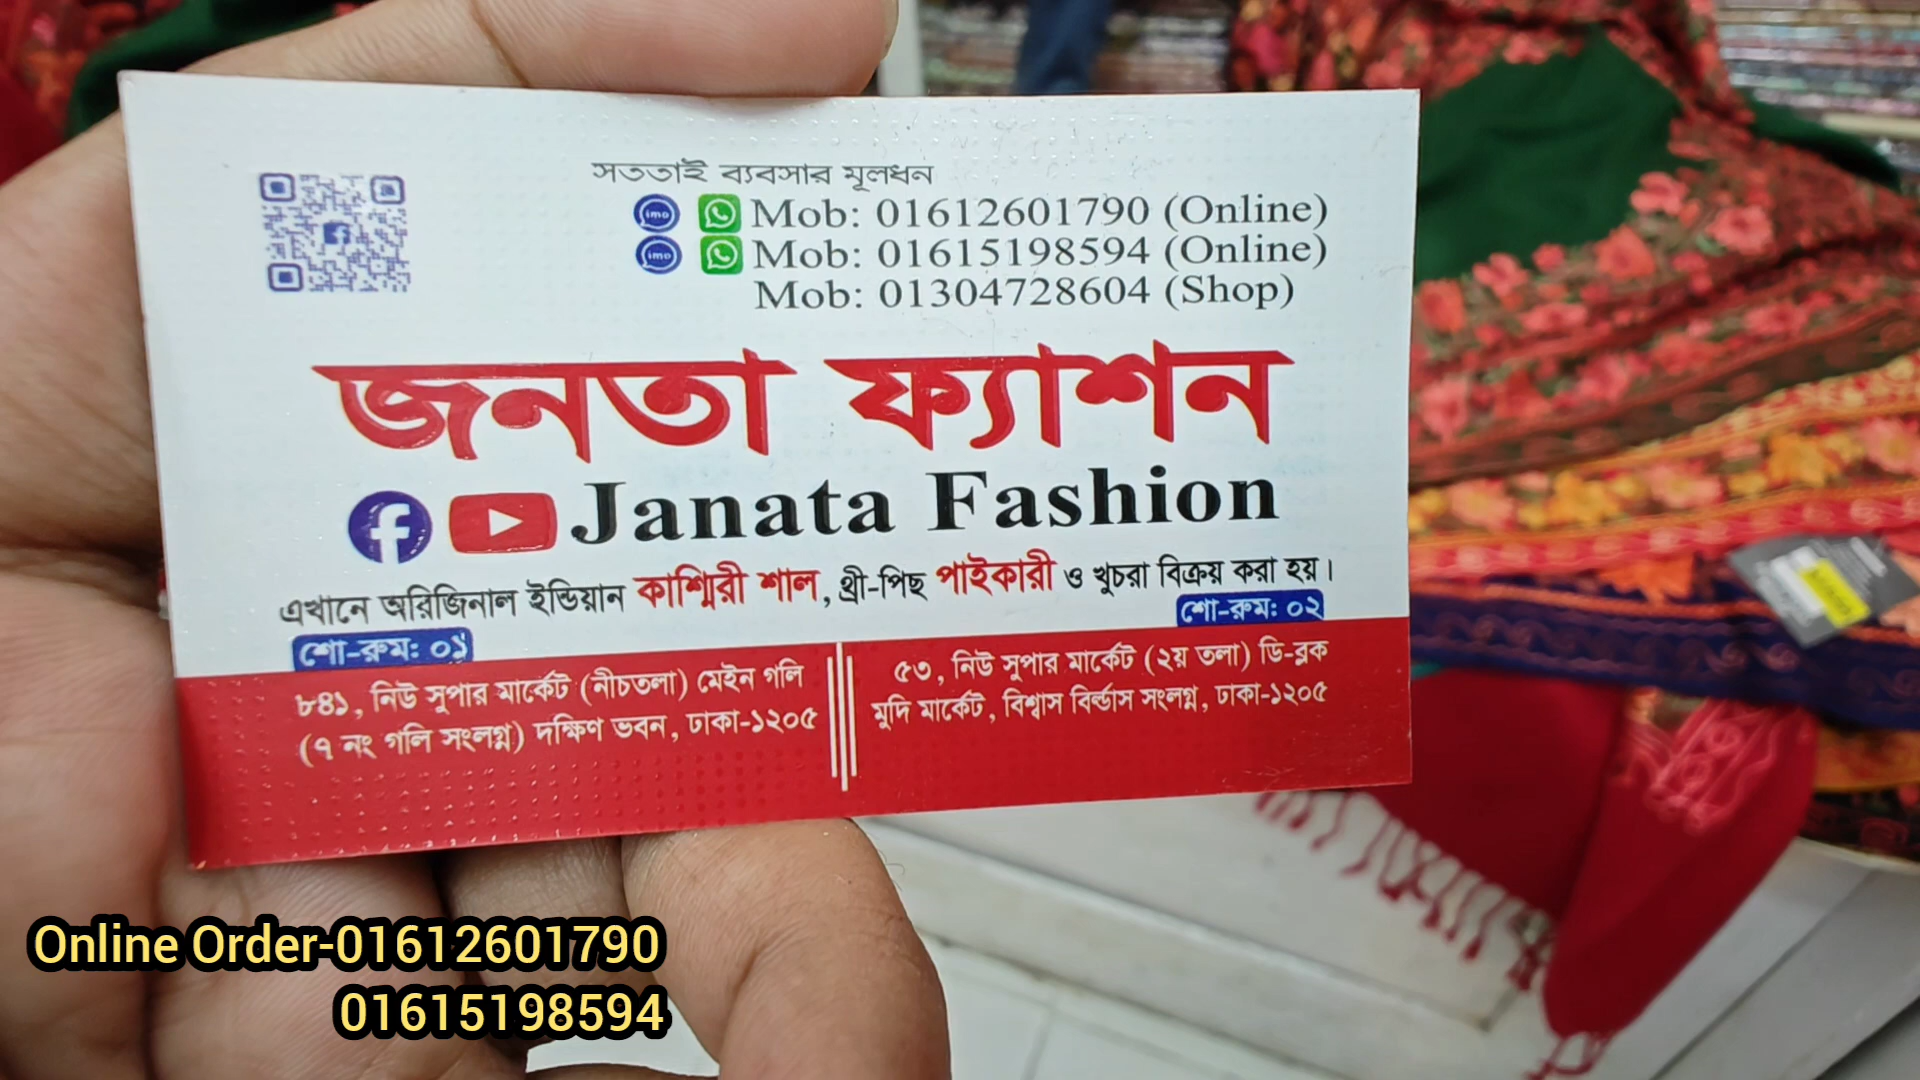 সততাই ব্যবসার মূলধন
imo Mob: 01612601790 (Online)
imo Mob: 01615198594 (Online)
Mob: 01304728604 (Shop)
জনতা ফ্যাশন
Janata Fashion
এখানে অরিজিনাল ইন্ডিয়ান কাশ্মিরী শাল, থ্রী-পিছ পাইকারী ও খুচরা বিক্রয় করা হয়।
শো-রুম: ০১
৮৪১, নিউ সুপার মার্কেট (নীচতলা) মেইন গলি
(৭ নং গলি সংলগ্ন) দক্ষিণ ভবন, ঢাকা-১২০৫
শো-রুম: ০২
৫৩, নিউ সুপার মার্কেট (২য় তলা) ডি-ব্লক
মুদি মার্কেট, বিশ্বাস বির্ল্ডাস সংলগ্ন, ঢাকা-১২০৫
Online Order-01612601790
01615198594